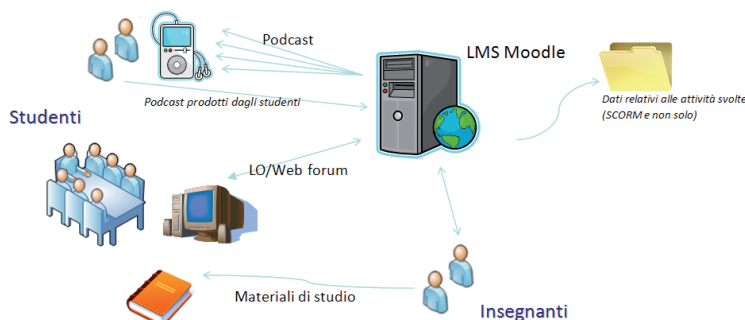 Podcast
LMS Moodle
Podcast prodotti dagli studenti
Dati relativi alle attività svolte
(SCORM e non solo)
Studenti
LO/Web forum
Materiali di studio
Insegnanti